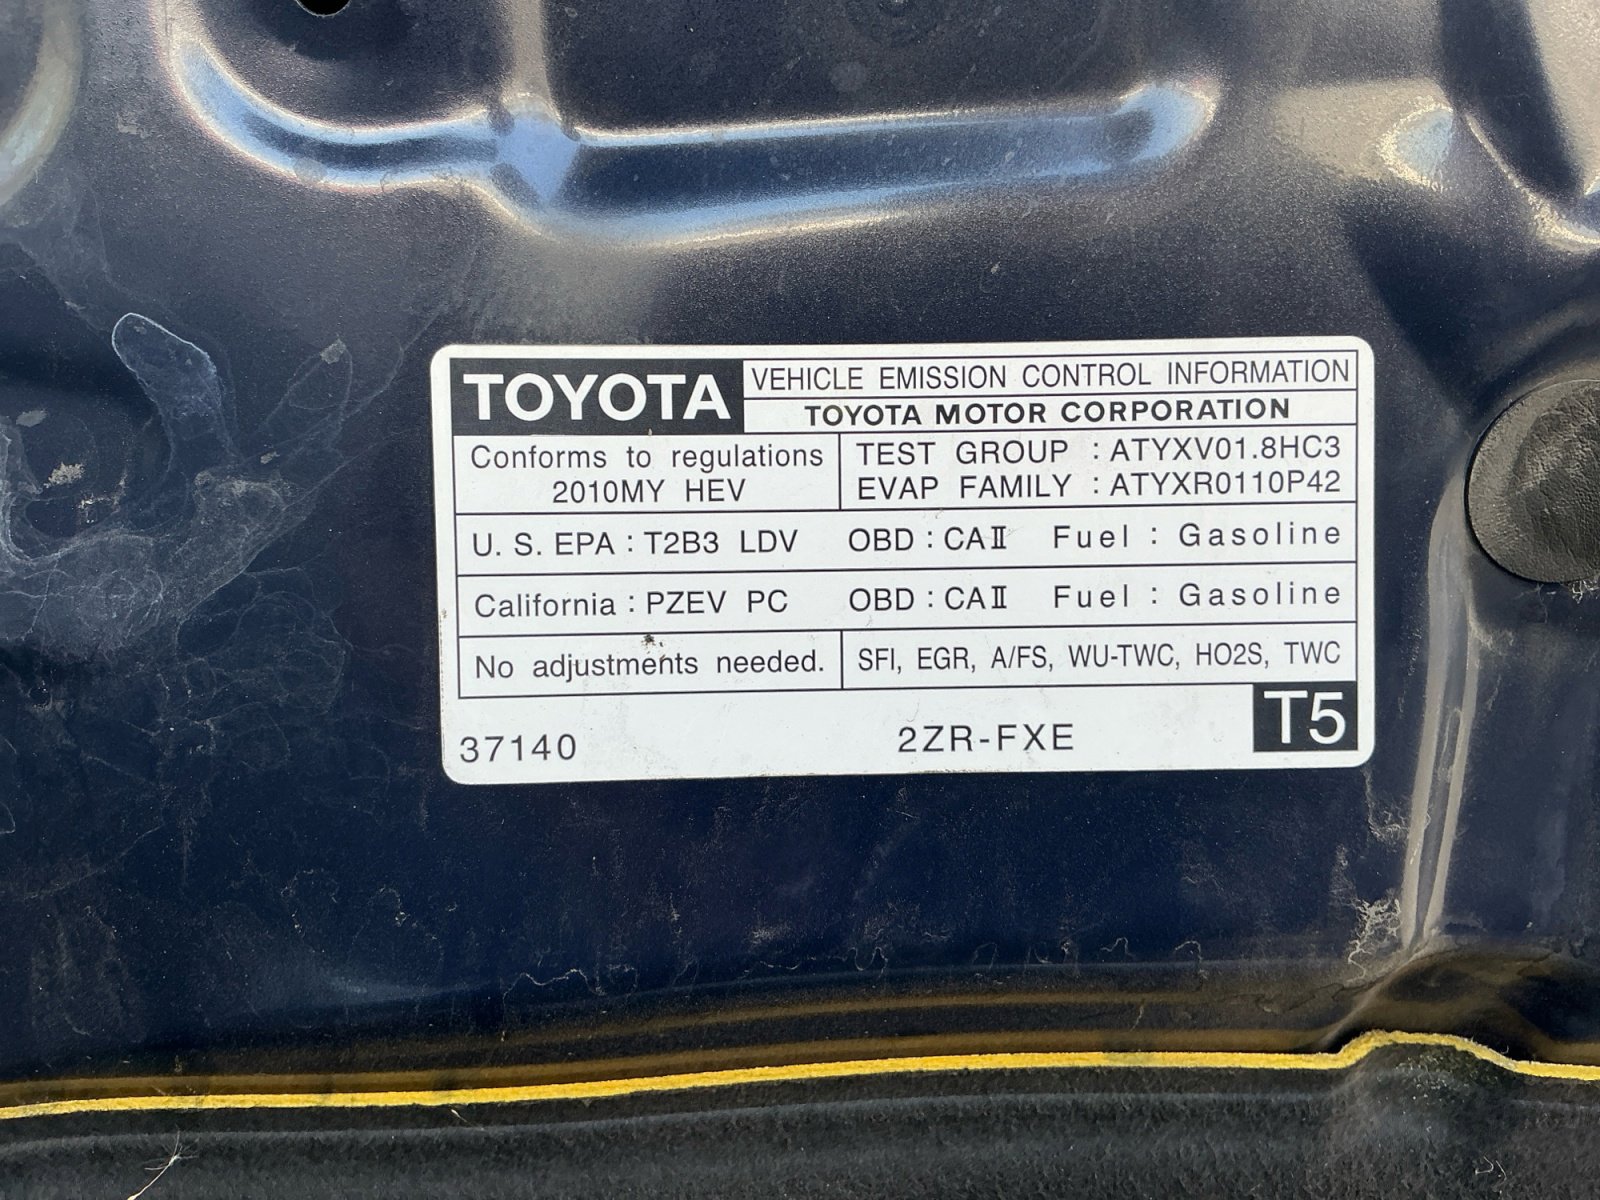 TOYOTA
VEHICLE EMISSION CONTROL INFORMATION
TOYOTA MOTOR CORPORATION
Conforms to regulations
2010MY HEV
TEST GROUP : ATYXV01.8HC3
EVAP FAMILY : ATYXR0110P42
U. S. EPA : T2B3 LDV OBD : CAⅡ Fuel : Gasoline
California : PZEV PC OBD : CAⅡ Fuel : Gasoline
No adjustments needed.
SFI, EGR, A/FS, WU-TWC, HO2S, TWC
37140
2ZR-FXE
T5